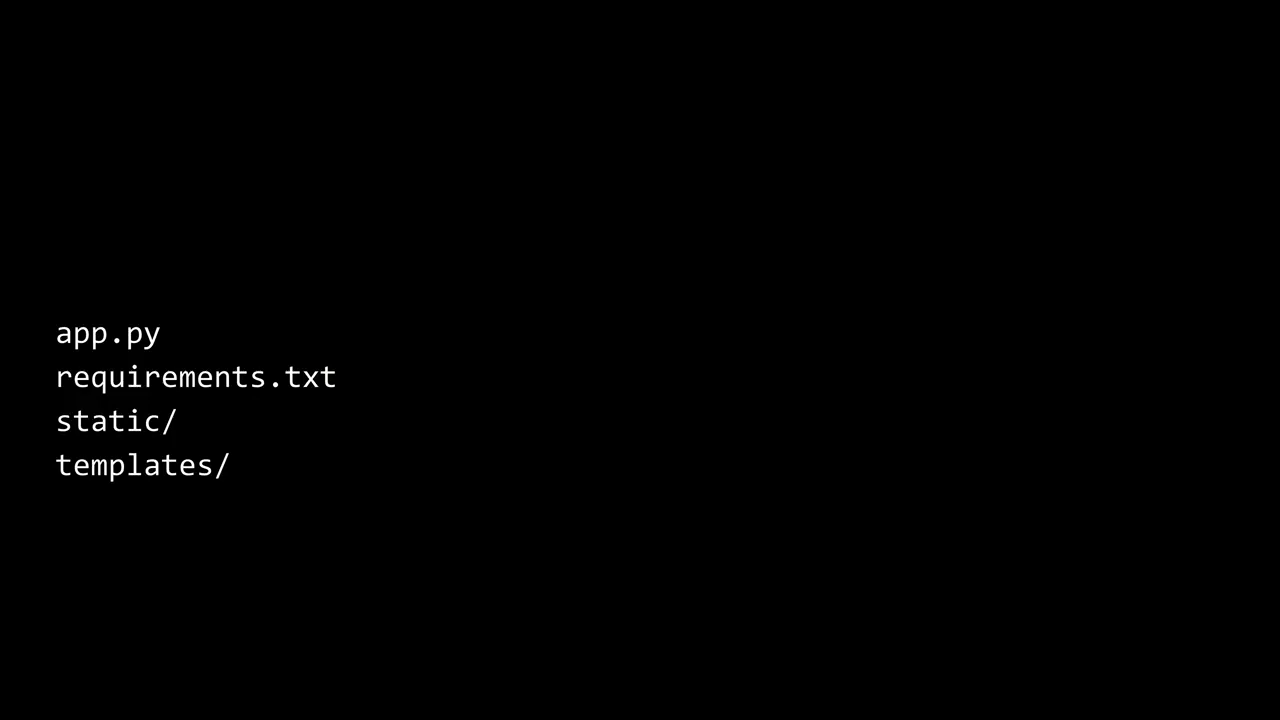 app.py
requirements.txt
static/
templates/